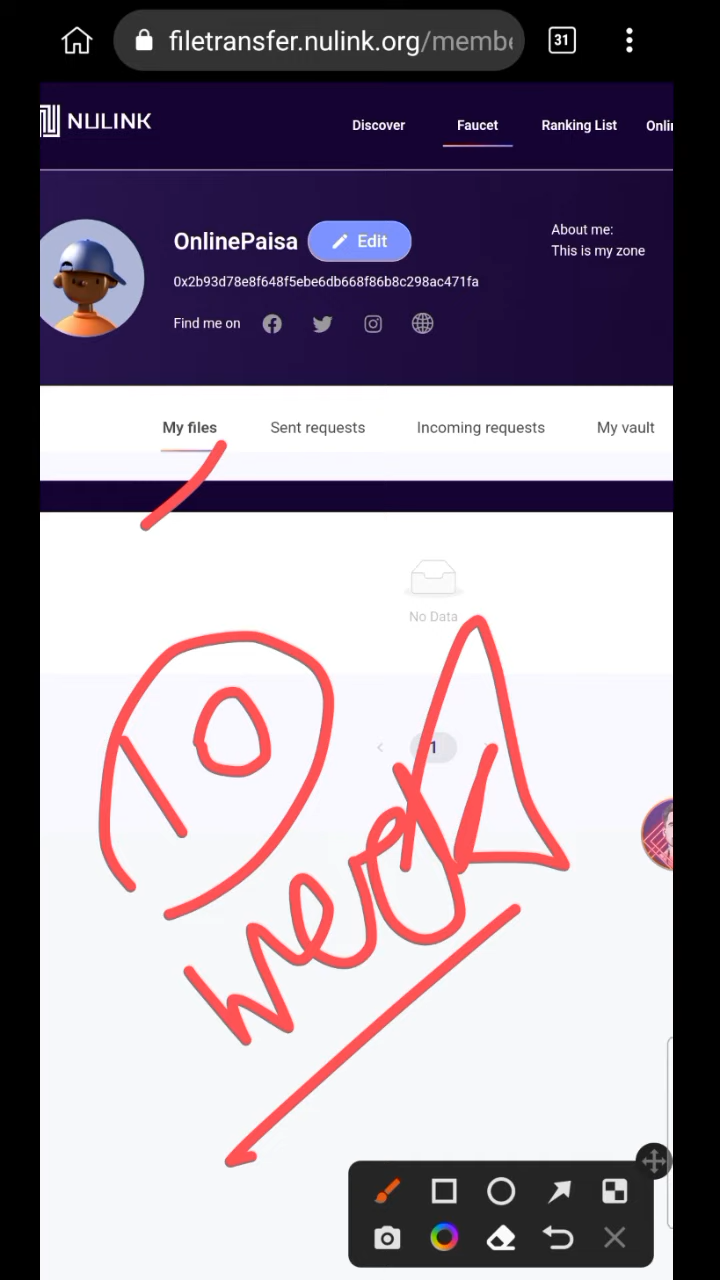 31
filetransfer.nulink.org/membe
NULINK
Discover Faucet Ranking List Onlin
OnlinePaisa
Edit
0x2b93d78e8f648f5ebe6db668f86b8c298ac471fa
Find me on
About me:
This is my zone
My files Sent requests Incoming requests My vault
No Data
1
10
week